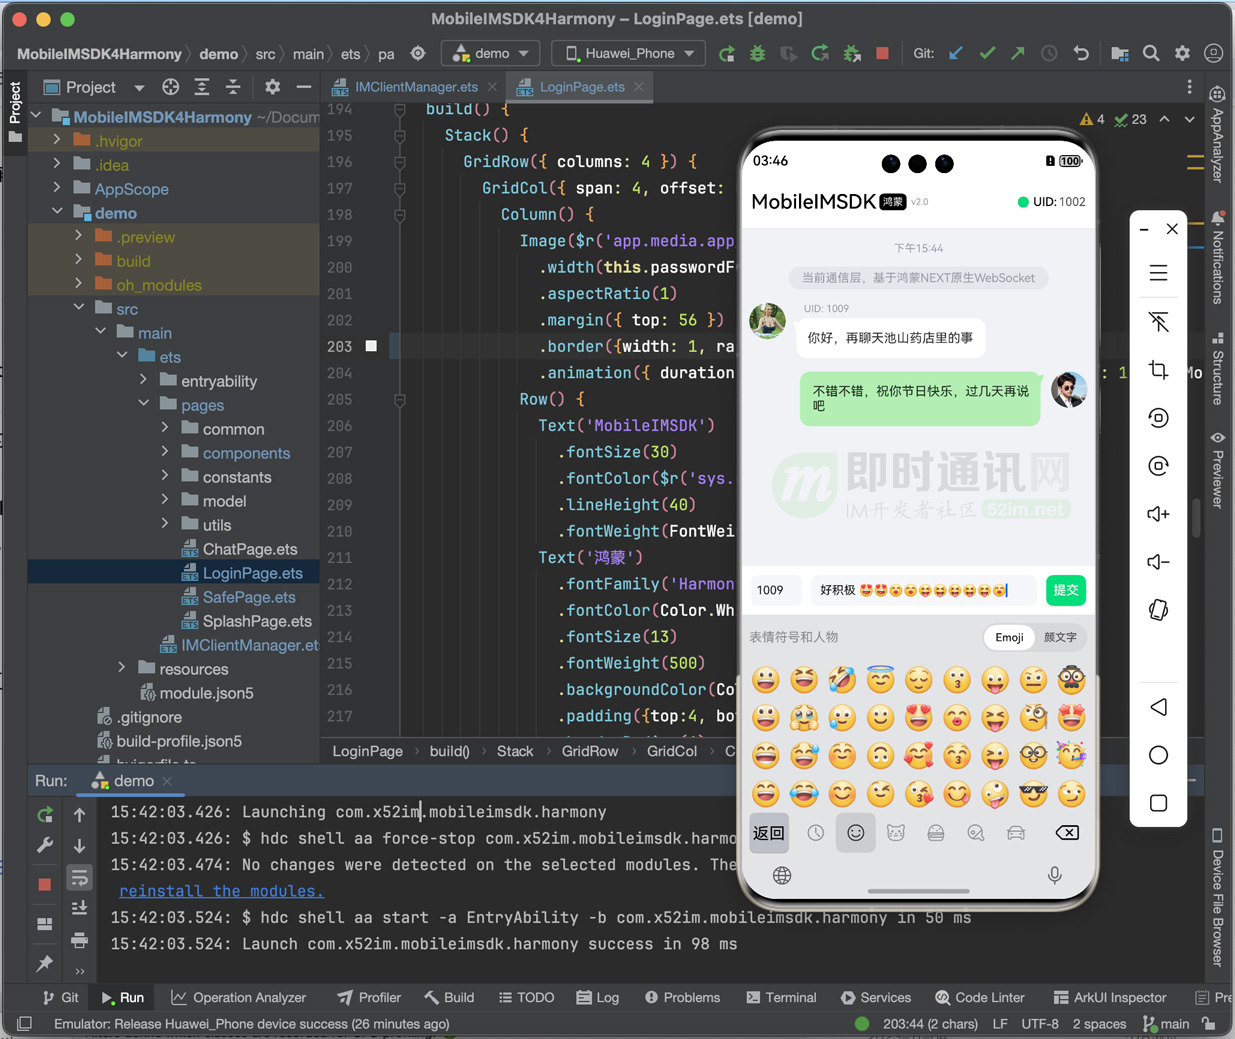 MobileIMSDK4Harmony – LoginPage.ets [demo]
MobileIMSDK4Harmony
demo
src
main
ets
pa
demo
Huawei_Phone
Git:
Project
Project
MobileIMSDK4Harmony ~/Docum
.hvigor
.idea
AppScope
demo
.preview
build
oh_modules
src
main
ets
entryability
pages
common
components
constants
model
utils
ChatPage.ets
LoginPage.ets
SafePage.ets
SplashPage.ets
IMClientManager.ets
resources
module.json5
.gitignore
build-profile.json5
IMClientManager.ets
LoginPage.ets
4 23
194 build() {
195 Stack() {
196 GridRow({ columns: 4 }) {
197 GridCol({ span: 4, offset:
198 Column() {
199 Image($r('app.media.app
200 .width(this.passwordF
201 .aspectRatio(1)
202 .margin({ top: 56 })
203 .border({width: 1, ra
204 .animation({ duration
: 1
Mo
205 Row() {
206 Text('MobileIMSDK')
207 .fontSize(30)
208 .fontColor($r('sys.
209 .lineHeight(40)
210 .fontWeight(FontWei
211 Text('鸿蒙')
212 .fontFamily('Harmon
213 .fontColor(Color.Wh
214 .fontSize(13)
215 .fontWeight(500)
216 .backgroundColor(Co
217 .padding({top:4, bo
LoginPage
build()
Stack
GridRow
GridCol
C
03:46
100
MobileIMSDK 鸿蒙 v2.0
UID: 1002
下午15:44
当前通信层，基于鸿蒙NEXT原生WebSocket
UID: 1009
你好，再聊天池山药店里的事
不错不错，祝你节日快乐，过几天再说
吧
即时通讯网
IM开发者社区 52im.net
1009
好积极
提交
表情符号和人物
Emoji
颜文字
返回
AppAnalyzer
Notifications
Structure
Previewer
Device File Browser
Run:
demo
15:42:03.426: Launching com.x52im.mobileimsdk.harmony
15:42:03.426: $ hdc shell aa force-stop com.x52im.mobileimsdk.harmo
15:42:03.474: No changes were detected on the selected modules. The
reinstall the modules.
15:42:03.524: $ hdc shell aa start -a EntryAbility -b com.x52im.mobileimsdk.harmony in 50 ms
15:42:03.524: Launch com.x52im.mobileimsdk.harmony success in 98 ms
Git
Run
Operation Analyzer
Profiler
Build
TODO
Log
Problems
Terminal
Services
Code Linter
ArkUI Inspector
Pre
Emulator: Release Huawei_Phone device success (26 minutes ago)
203:44 (2 chars)
LF
UTF-8
2 spaces
main